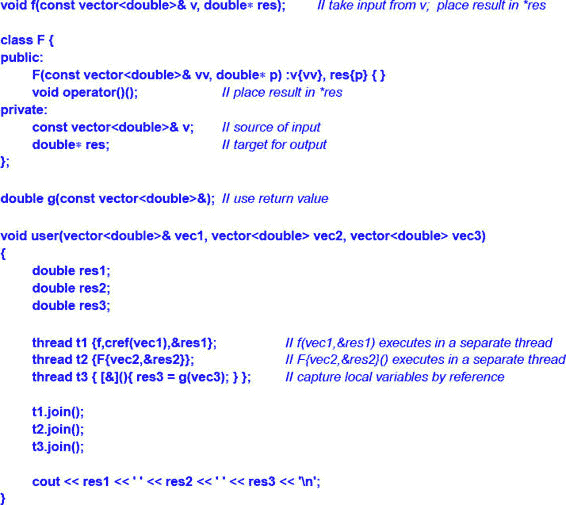 void f(const vector<double>& v, double* res); // take input from v; place result in *res
class F {
public:
F(const vector<double>& vv, double* p) :v{vv}, res{p} { }
void operator()(); // place result in *res
private:
const vector<double>& v; // source of input
double* res; // target for output
};
double g(const vector<double>&); // use return value
void user(vector<double>& vec1, vector<double> vec2, vector<double> vec3)
{
double res1;
double res2;
double res3;
thread t1 {f,cref(vec1),&res1}; // f(vec1,&res1) executes in a separate thread
thread t2 {F{vec2,&res2}}; // F{vec2,&res2}() executes in a separate thread
thread t3 { [&](){ res3 = g(vec3); } }; // capture local variables by reference
t1.join();
t2.join();
t3.join();
cout << res1 << ' ' << res2 << ' ' << res3 << '\n';
}